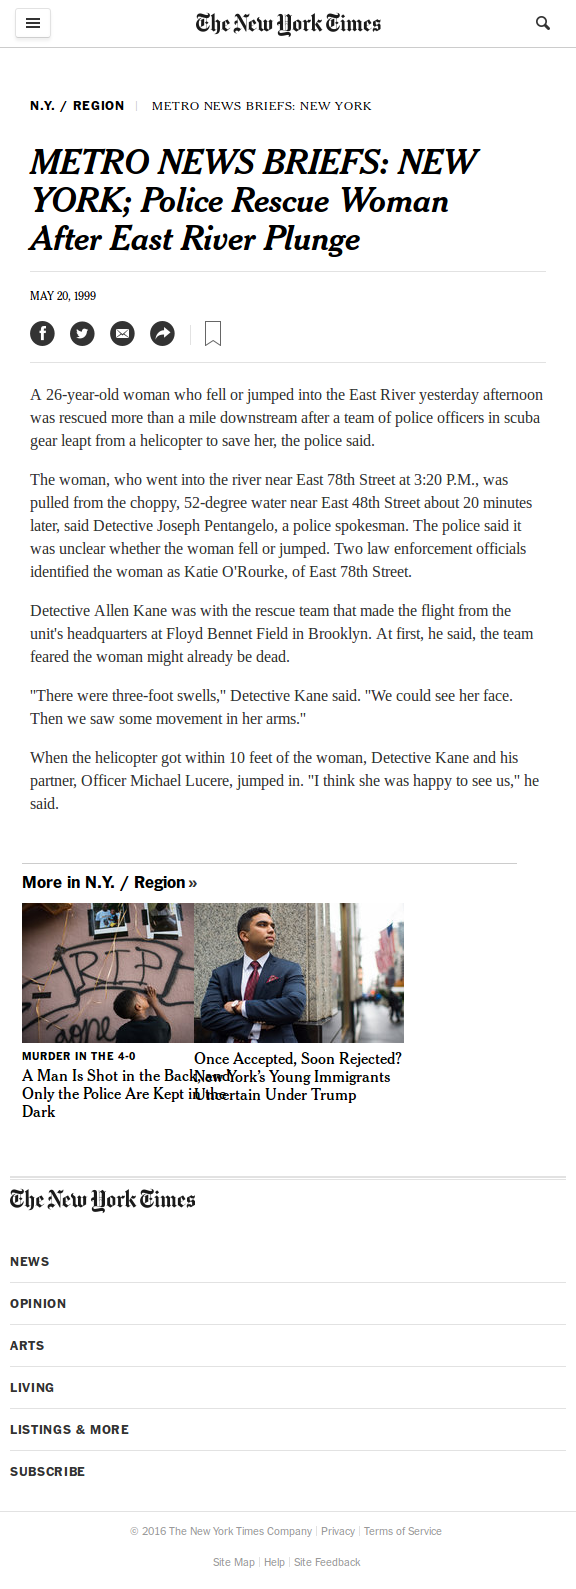 The New York Times
N.Y. / REGION | METRO NEWS BRIEFS: NEW YORK
METRO NEWS BRIEFS: NEW
YORK; Police Rescue Woman
After East River Plunge
MAY 20, 1999
A 26-year-old woman who fell or jumped into the East River yesterday afternoon
was rescued more than a mile downstream after a team of police officers in scuba
gear leapt from a helicopter to save her, the police said.
The woman, who went into the river near East 78th Street at 3:20 P.M., was
pulled from the choppy, 52-degree water near East 48th Street about 20 minutes
later, said Detective Joseph Pentangelo, a police spokesman. The police said it
was unclear whether the woman fell or jumped. Two law enforcement officials
identified the woman as Katie O'Rourke, of East 78th Street.
Detective Allen Kane was with the rescue team that made the flight from the
unit's headquarters at Floyd Bennet Field in Brooklyn. At first, he said, the team
feared the woman might already be dead.
"There were three-foot swells," Detective Kane said. "We could see her face.
Then we saw some movement in her arms."
When the helicopter got within 10 feet of the woman, Detective Kane and his
partner, Officer Michael Lucere, jumped in. "I think she was happy to see us," he
said.
More in N.Y. / Region »
RIP
gone
MURDER IN THE 4-0
A Man Is Shot in the Back, and
Only the Police Are Kept in the
Dark
Once Accepted, Soon Rejected?
New York’s Young Immigrants
Uncertain Under Trump
The New York Times
NEWS
OPINION
ARTS
LIVING
LISTINGS & MORE
SUBSCRIBE
© 2016 The New York Times Company | Privacy | Terms of Service
Site Map | Help | Site Feedback